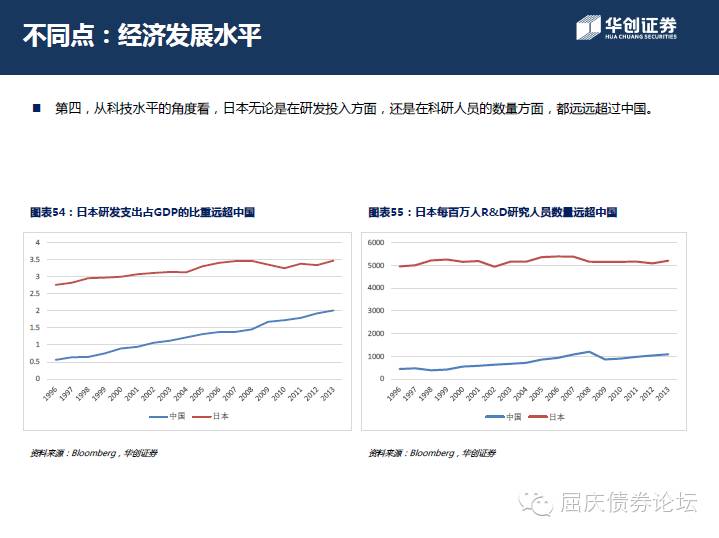 不同点：经济发展水平
华创证券
HUA CHUANG SECURITIES
■ 第四，从科技水平的角度看，日本无论是在研发投入方面，还是在科研人员的数量方面，都远远超过中国。
图表54：日本研发支出占GDP的比重远超中国
4
3.5
3
2.5
2
1.5
1
0.5
0
1996 1997 1998 1999 2000 2001 2002 2003 2004 2005 2006 2007 2008 2009 2010 2011 2012 2013
中国 日本
资料来源：Bloomberg，华创证券
图表55：日本每百万人R&D研究人员数量远超中国
6000
5000
4000
3000
2000
1000
0
1996 1997 1998 1999 2000 2001 2002 2003 2004 2005 2006 2007 2008 2009 2010 2011 2012 2013
中国 日本
资料来源：Bloomberg，华创证券
屈庆债券论坛